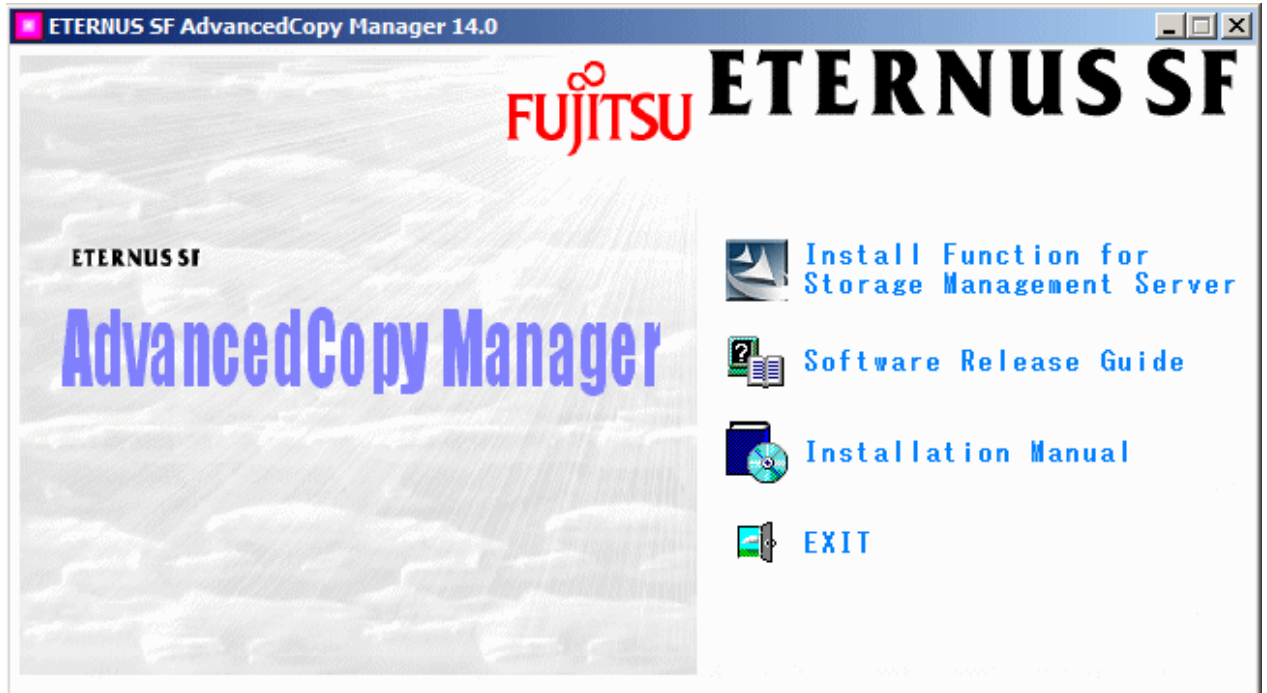 ETERNUS SF AdvancedCopy Manager 14.0
FUJITSU
ETERNUS SF
ETERNUS SF
AdvancedCopy Manager
Install Function for
Storage Management Server
Software Release Guide
Installation Manual
EXIT